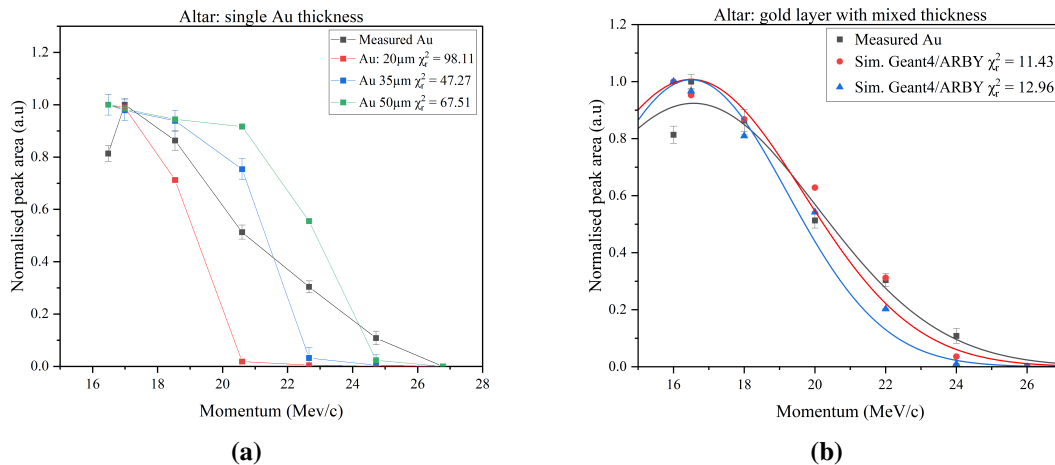 Altar: single Au thickness
Measured Au
Au: 20µm χ²ᵣ = 98.11
Au 35µm χ²ᵣ = 47.27
Au 50µm χ²ᵣ = 67.51
1.2
1.0
0.8
0.6
0.4
0.2
0.0
Normalised peak area (a.u)
16 18 20 22 24 26 28
Momentum (Mev/c)
(a)
Altar: gold layer with mixed thickness
Measured Au
Sim. Geant4/ARBY χ²ᵣ = 11.43
Sim. Geant4/ARBY χ²ᵣ = 12.96
1.2
1.0
0.8
0.6
0.4
0.2
0.0
Normalised peak area (a.u)
16 18 20 22 24 26
Momentum (MeV/c)
(b)